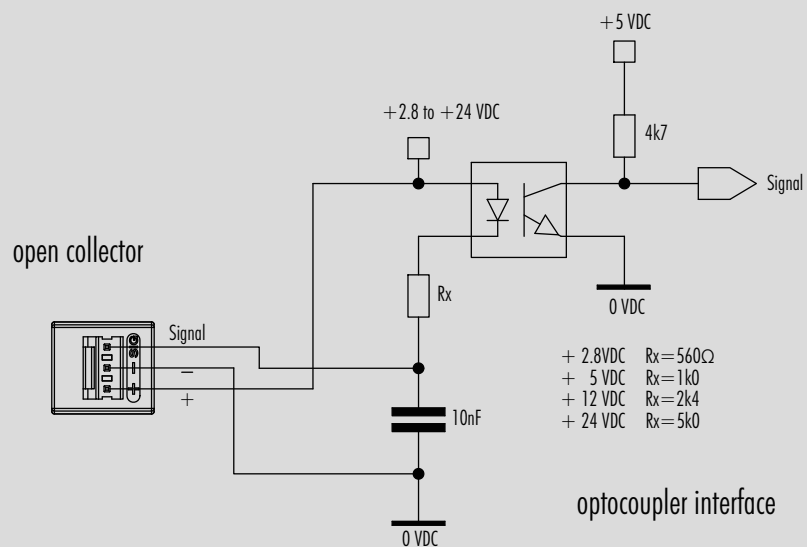 +5 VDC
+2.8 to +24 VDC
4k7
Signal
open collector
Rx
0 VDC
Signal
SIG
–
+
–
+
10nF
+ 2.8VDC Rx=560Ω
+ 5 VDC Rx=1k0
+ 12 VDC Rx=2k4
+ 24 VDC Rx=5k0
optocoupler interface
0 VDC